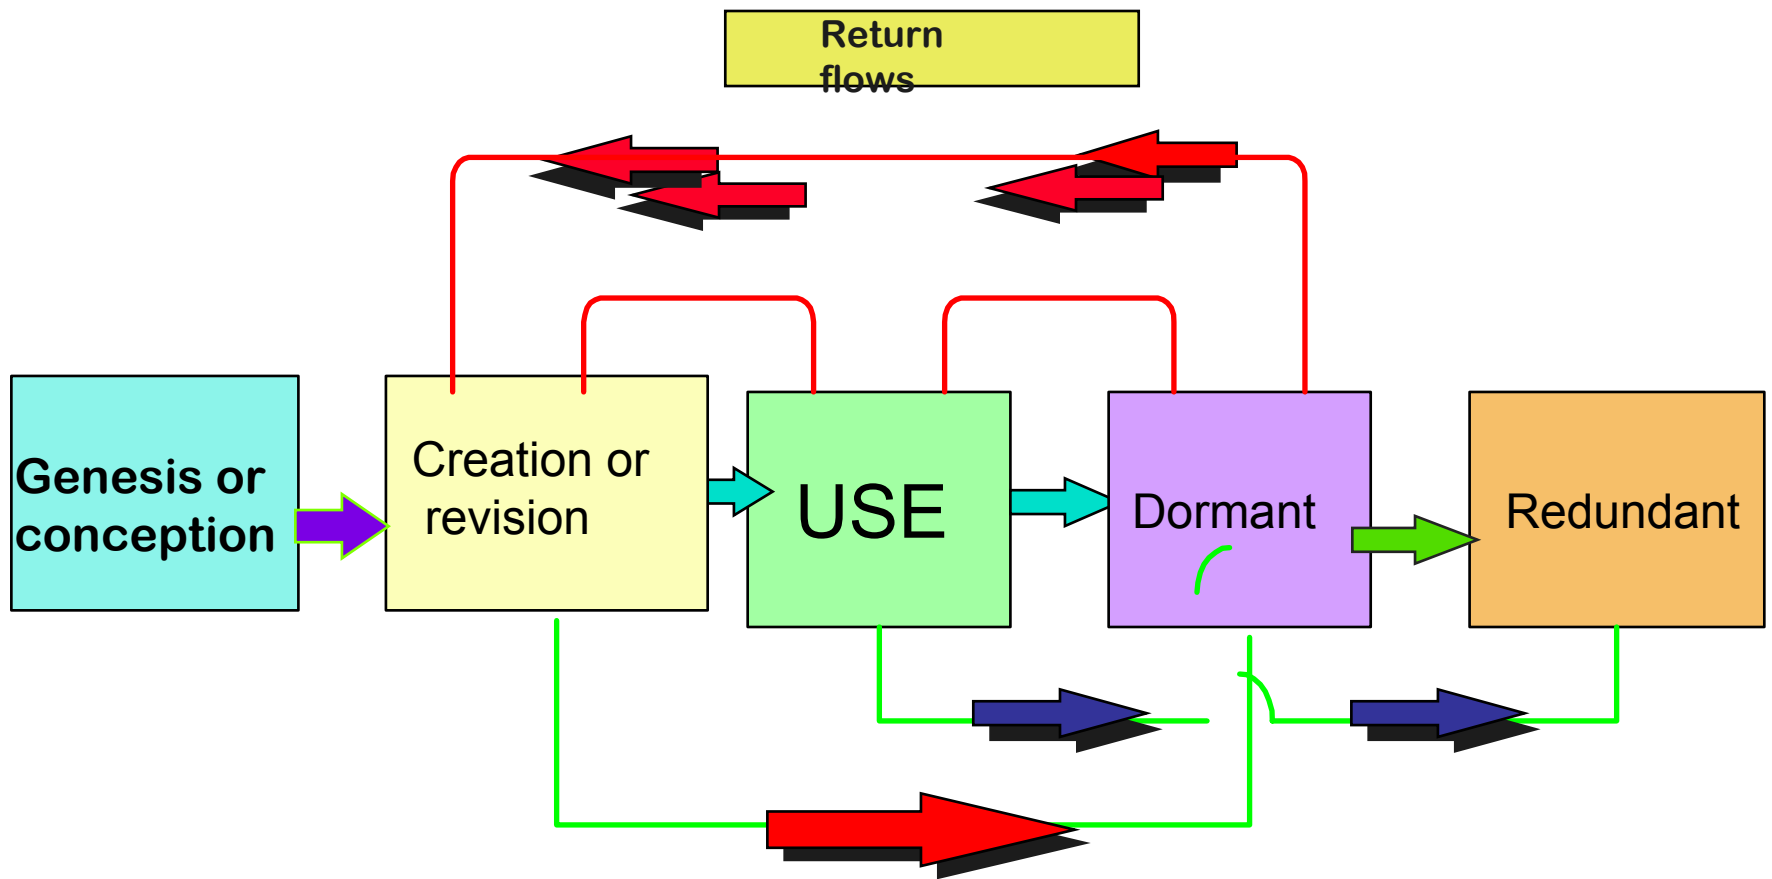 Return
flows
Genesis or
conception
Creation or
revision
USE
Dormant
Redundant